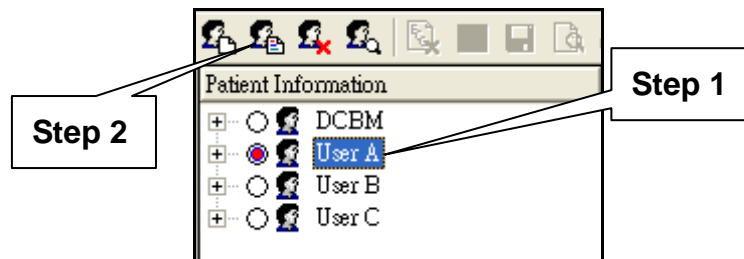 Patient Information
Step 1
Step 2
DCBM
User A
User B
User C